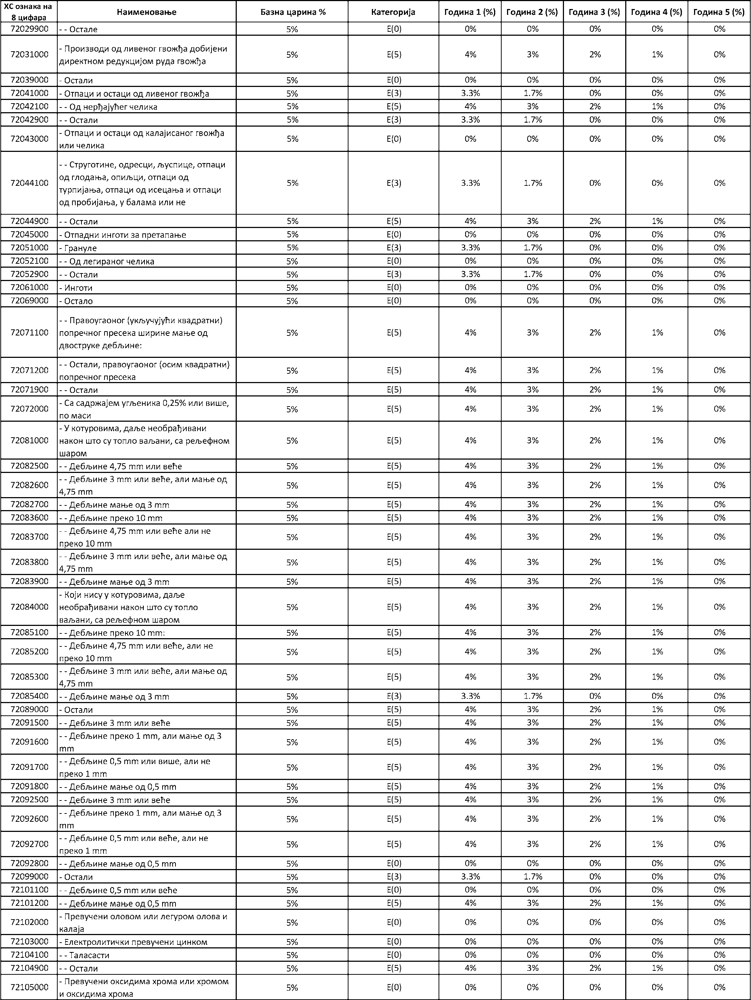 ХС ознака на 8 цифара	Наименовање	Базна царина %	Категорија	Година 1 (%)	Година 2 (%)	Година 3 (%)	Година 4 (%)	Година 5 (%)
72029900	- - Остале	5%	E(0)	0%	0%	0%	0%	0%
72031000	- Производи од ливеног гвожђа добијени
директном редукцијом руда гвожђа	5%	E(5)	4%	3%	2%	1%	0%
72039000	- Остали	5%	E(0)	0%	0%	0%	0%	0%
72041000	- Отпаци и остаци од ливеног гвожђа	5%	E(3)	3.3%	1.7%	0%	0%	0%
72042100	- - Од нерђајућег челика	5%	E(5)	4%	3%	2%	1%	0%
72042900	- - Остали	5%	E(3)	3.3%	1.7%	0%	0%	0%
72043000	- Отпаци и остаци од калајисаног гвожђа
или челика	5%	E(0)	0%	0%	0%	0%	0%
72044100	- - Струготине, одресци, љуспице, отпаци
од глодања, опиљци, отпаци од
турпијања, отпаци од исецања и отпаци
од пробијања, у балама или не	5%	E(3)	3.3%	1.7%	0%	0%	0%
72044900	- - Остали	5%	E(5)	4%	3%	2%	1%	0%
72045000	- Отпадни инготи за претапање	5%	E(0)	0%	0%	0%	0%	0%
72051000	- Грануле	5%	E(3)	3.3%	1.7%	0%	0%	0%
72052100	- - Од легираног челика	5%	E(0)	0%	0%	0%	0%	0%
72052900	- - Остали	5%	E(3)	3.3%	1.7%	0%	0%	0%
72061000	- Инготи	5%	E(0)	0%	0%	0%	0%	0%
72069000	- Остало	5%	E(0)	0%	0%	0%	0%	0%
72071100	- - Правоугаоног (укључујући квадратни)
попречног пресека ширине мање од
двоструке дебљине:	5%	E(5)	4%	3%	2%	1%	0%
72071200	- - Остали, правоугаоног (осим квадратни)
попречног пресека	5%	E(5)	4%	3%	2%	1%	0%
72071900	- - Остали	5%	E(5)	4%	3%	2%	1%	0%
72072000	- Са садржајем угљеника 0,25% или више,
по маси	5%	E(5)	4%	3%	2%	1%	0%
72081000	- У котуровима, даље необрађивани
након што су топло ваљани, са рељефном
шаром	5%	E(5)	4%	3%	2%	1%	0%
72082500	- - Дебљине 4,75 mm или веће	5%	E(5)	4%	3%	2%	1%	0%
72082600	- - Дебљине 3 mm или веће, али мање од
4,75 mm	5%	E(5)	4%	3%	2%	1%	0%
72082700	- - Дебљине мање од 3 mm	5%	E(5)	4%	3%	2%	1%	0%
72083600	- - Дебљине преко 10 mm	5%	E(5)	4%	3%	2%	1%	0%
72083700	- - Дебљине 4,75 mm или веће али не
преко 10 mm	5%	E(5)	4%	3%	2%	1%	0%
72083800	- - Дебљине 3 mm или веће, али мање од
4,75 mm	5%	E(5)	4%	3%	2%	1%	0%
72083900	- - Дебљине мање од 3 mm	5%	E(5)	4%	3%	2%	1%	0%
72084000	- Који нису у котуровима, даље
необрађивани након што су топло
ваљани, са рељефном шаром	5%	E(5)	4%	3%	2%	1%	0%
72085100	- - Дебљине преко 10 mm:	5%	E(5)	4%	3%	2%	1%	0%
72085200	- - Дебљине 4,75 mm или веће, али не
преко 10 mm	5%	E(5)	4%	3%	2%	1%	0%
72085300	- - Дебљине 3 mm или веће, али мање од
4,75 mm	5%	E(5)	4%	3%	2%	1%	0%
72085400	- - Дебљине мање од 3 mm	5%	E(3)	3.3%	1.7%	0%	0%	0%
72089000	- Остали	5%	E(5)	4%	3%	2%	1%	0%
72091500	- - Дебљине 3 mm или веће	5%	E(5)	4%	3%	2%	1%	0%
72091600	- - Дебљине преко 1 mm, али мање од 3
mm	5%	E(5)	4%	3%	2%	1%	0%
72091700	- - Дебљине 0,5 mm или више, али не
преко 1 mm	5%	E(5)	4%	3%	2%	1%	0%
72091800	- - Дебљине мање од 0,5 mm	5%	E(5)	4%	3%	2%	1%	0%
72092500	- - Дебљине 3 mm или веће	5%	E(5)	4%	3%	2%	1%	0%
72092600	- - Дебљине преко 1 mm, али мање од 3
mm	5%	E(5)	4%	3%	2%	1%	0%
72092700	- - Дебљине 0,5 mm или веће, али не
преко 1 mm	5%	E(5)	4%	3%	2%	1%	0%
72092800	- - Дебљине мање од 0,5 mm	5%	E(0)	0%	0%	0%	0%	0%
72099000	- Остали	5%	E(3)	3.3%	1.7%	0%	0%	0%
72101100	- - Дебљине 0,5 mm или веће	5%	E(0)	0%	0%	0%	0%	0%
72101200	- - Дебљине мање од 0,5 mm	5%	E(5)	4%	3%	2%	1%	0%
72102000	- Превучени оловом или легуром олова и
калаја	5%	E(0)	0%	0%	0%	0%	0%
72103000	- Електролитички превучени цинком	5%	E(0)	0%	0%	0%	0%	0%
72104100	- - Таласасти	5%	E(0)	0%	0%	0%	0%	0%
72104900	- - Остали	5%	E(5)	4%	3%	2%	1%	0%
72105000	- Превучени оксидима хрома или хромом
и оксидима хрома	5%	E(0)	0%	0%	0%	0%	0%